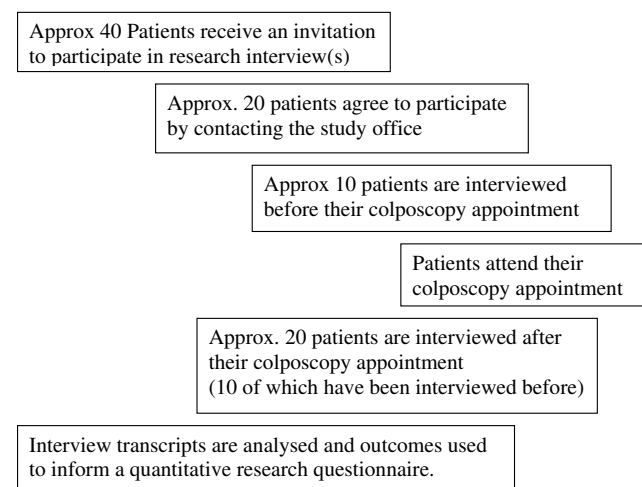 Approx 40 Patients receive an invitation
to participate in research interview(s)
Approx. 20 patients agree to participate
by contacting the study office
Approx 10 patients are interviewed
before their colposcopy appointment
Patients attend their
colposcopy appointment
Approx. 20 patients are interviewed after
their colposcopy appointment
(10 of which have been interviewed before)
Interview transcripts are analysed and outcomes used
to inform a quantitative research questionnaire.